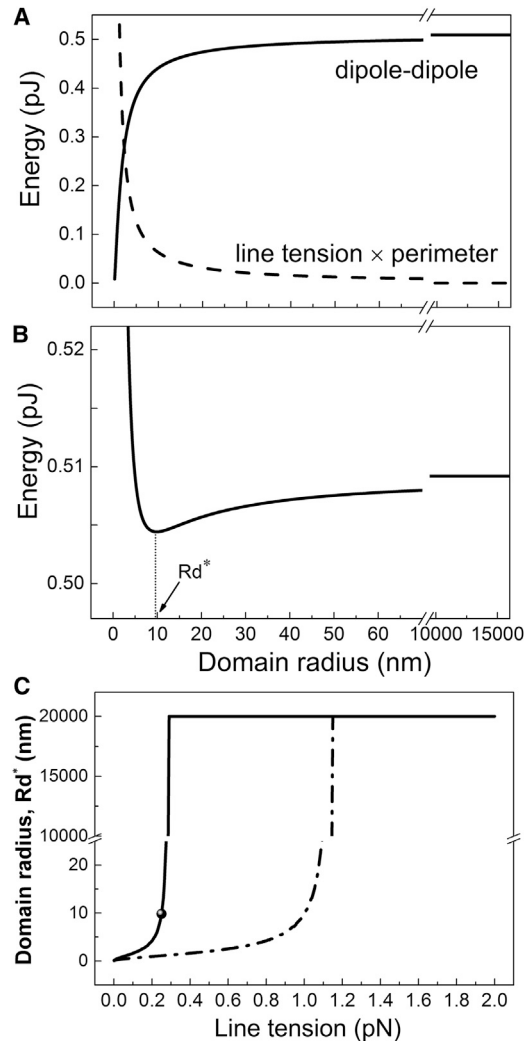 A
Energy (pJ)
0.5
0.4
0.3
0.2
0.1
0.0
dipole-dipole
line tension × perimeter
B
Energy (pJ)
0.52
0.51
0.50
Rd*
0 10 20 30 40 50 60 10000 15000
Domain radius (nm)
C
Domain radius, Rd* (nm)
20000
15000
10000
20
10
0
0.0 0.2 0.4 0.6 0.8 1.0 1.2 1.4 1.6 1.8 2.0
Line tension (pN)